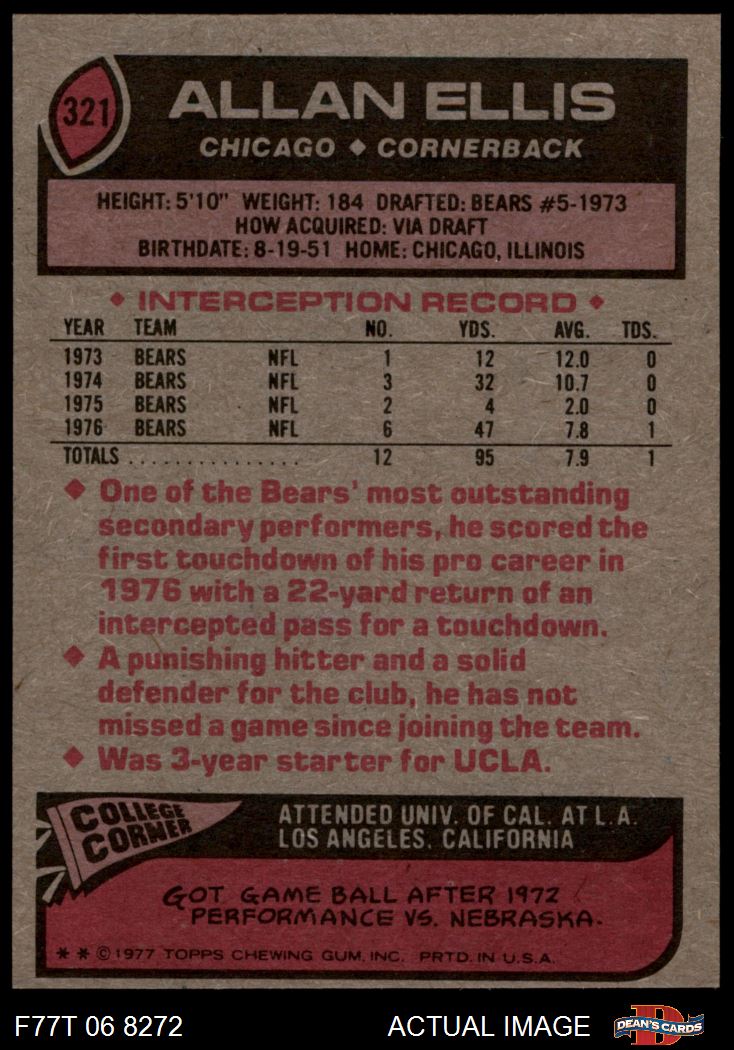 321
ALLAN ELLIS
CHICAGO ◆ CORNERBACK
HEIGHT: 5'10" WEIGHT: 184 DRAFTED: BEARS #5-1973
HOW ACQUIRED: VIA DRAFT
BIRTHDATE: 8-19-51 HOME: CHICAGO, ILLINOIS
◆ INTERCEPTION RECORD ◆
YEAR TEAM NO. YDS. AVG. TDS.
1973 BEARS NFL 1 12 12.0 0
1974 BEARS NFL 3 32 10.7 0
1975 BEARS NFL 2 4 2.0 0
1976 BEARS NFL 6 47 7.8 1
TOTALS ............... 12 95 7.9 1
◆ One of the Bears' most outstanding
secondary performers, he scored the
first touchdown of his pro career in
1976 with a 22-yard return of an
intercepted pass for a touchdown.
◆ A punishing hitter and a solid
defender for the club, he has not
missed a game since joining the team.
◆ Was 3-year starter for UCLA.
COLLEGE
CORNER
ATTENDED UNIV. OF CAL. AT L.A.
LOS ANGELES, CALIFORNIA
GOT GAME BALL AFTER 1972
PERFORMANCE VS. NEBRASKA.
* * © 1977 TOPPS CHEWING GUM, INC. PRTD. IN U.S.A.
F77T 06 8272 ACTUAL IMAGE
D
DEAN'S CARDS